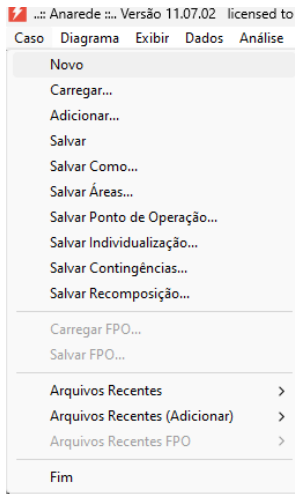 ..:: Anarede ::.. Versão 11.07.02 licensed to
Caso Diagrama Exibir Dados Análise
Novo
Carregar...
Adicionar...
Salvar
Salvar Como...
Salvar Áreas...
Salvar Ponto de Operação...
Salvar Individualização...
Salvar Contingências...
Salvar Recomposição...
Carregar FPO...
Salvar FPO...
Arquivos Recentes
Arquivos Recentes (Adicionar)
Arquivos Recentes FPO
Fim